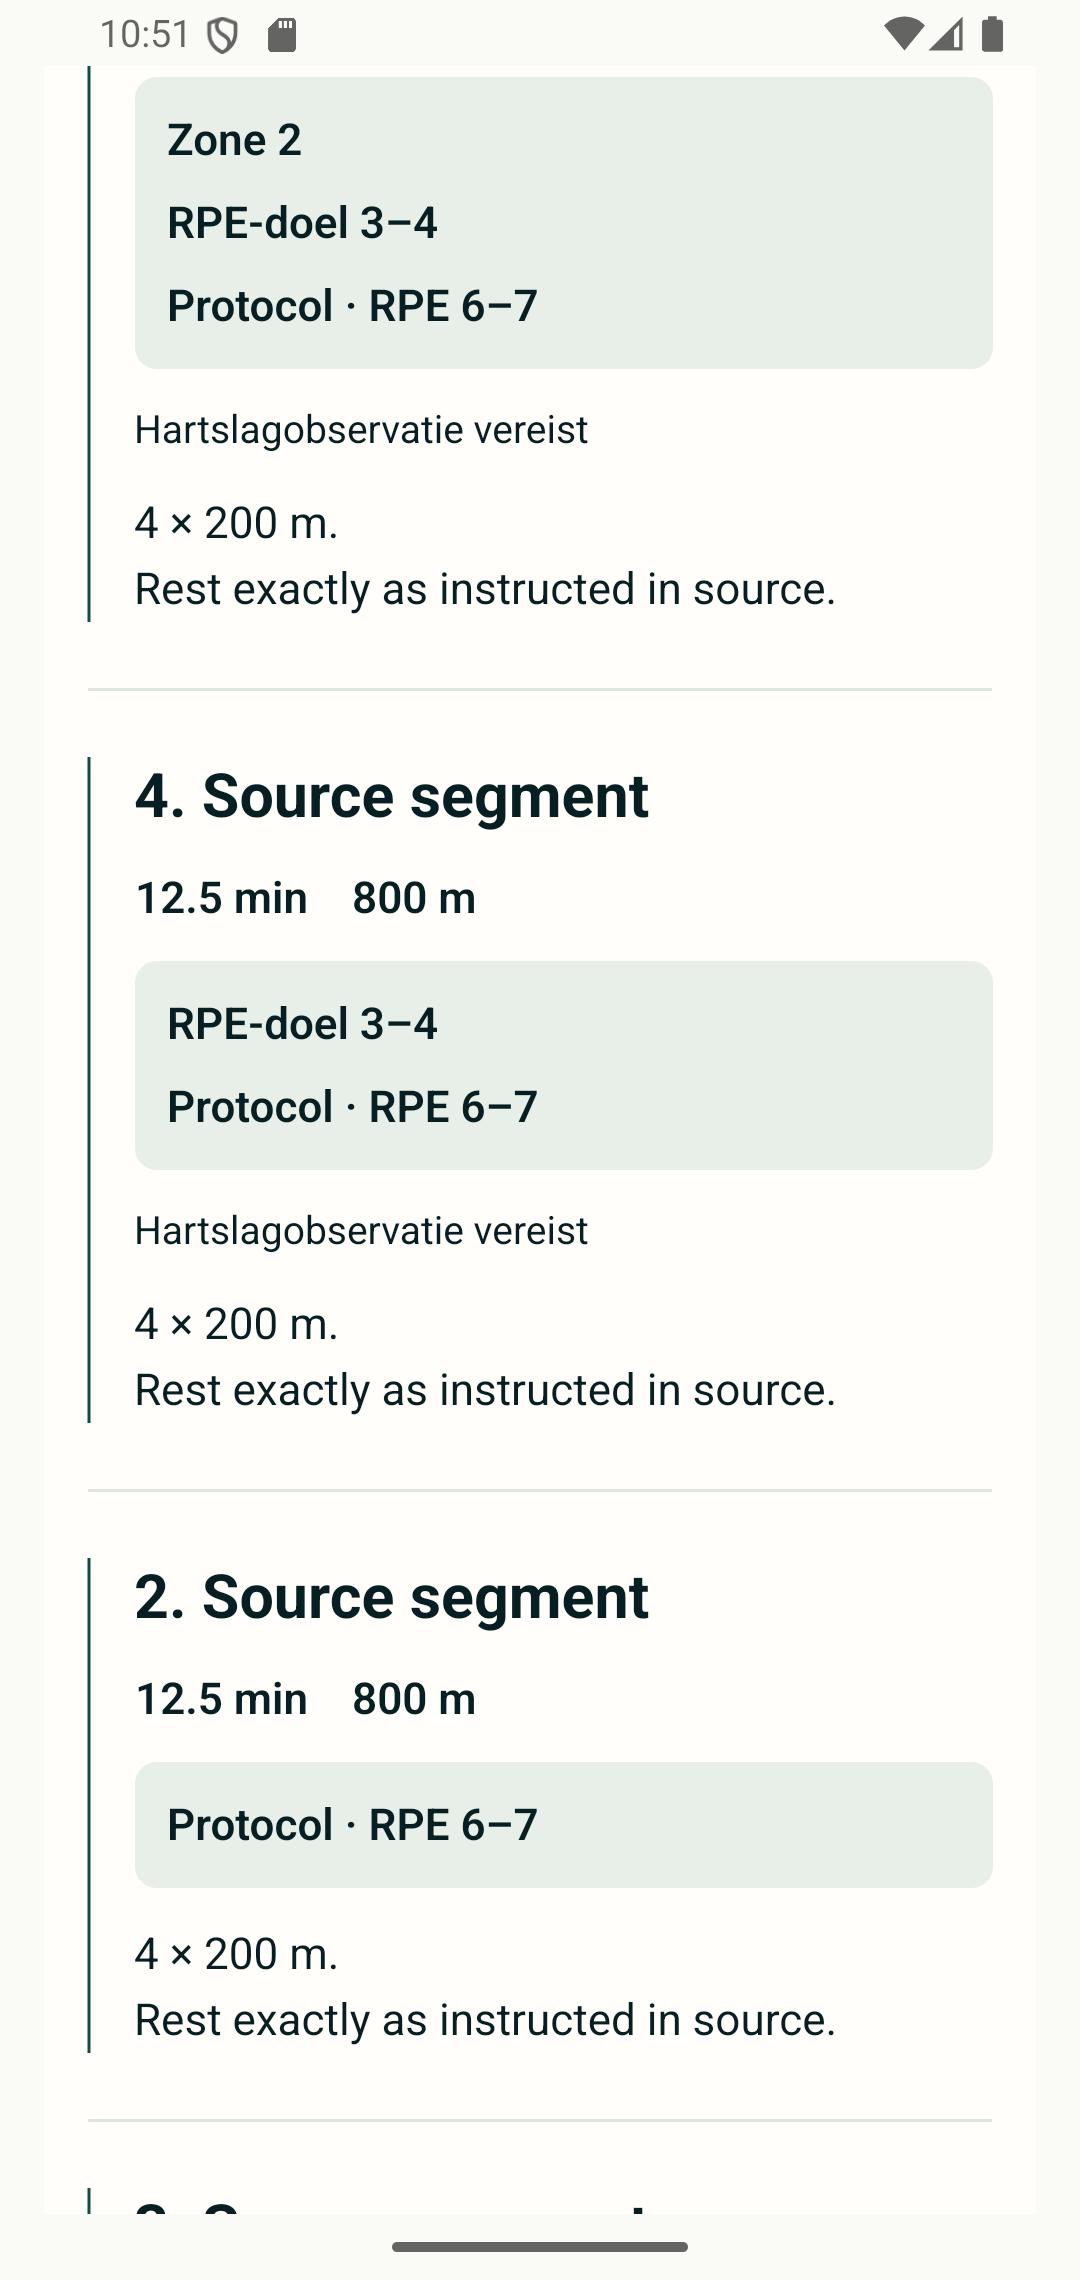 10:51
Zone 2
RPE-doel 3–4
Protocol · RPE 6–7
Hartslagobservatie vereist
4 × 200 m.
Rest exactly as instructed in source.
4. Source segment
12.5 min 800 m
RPE-doel 3–4
Protocol · RPE 6–7
Hartslagobservatie vereist
4 × 200 m.
Rest exactly as instructed in source.
2. Source segment
12.5 min 800 m
Protocol · RPE 6–7
4 × 200 m.
Rest exactly as instructed in source.